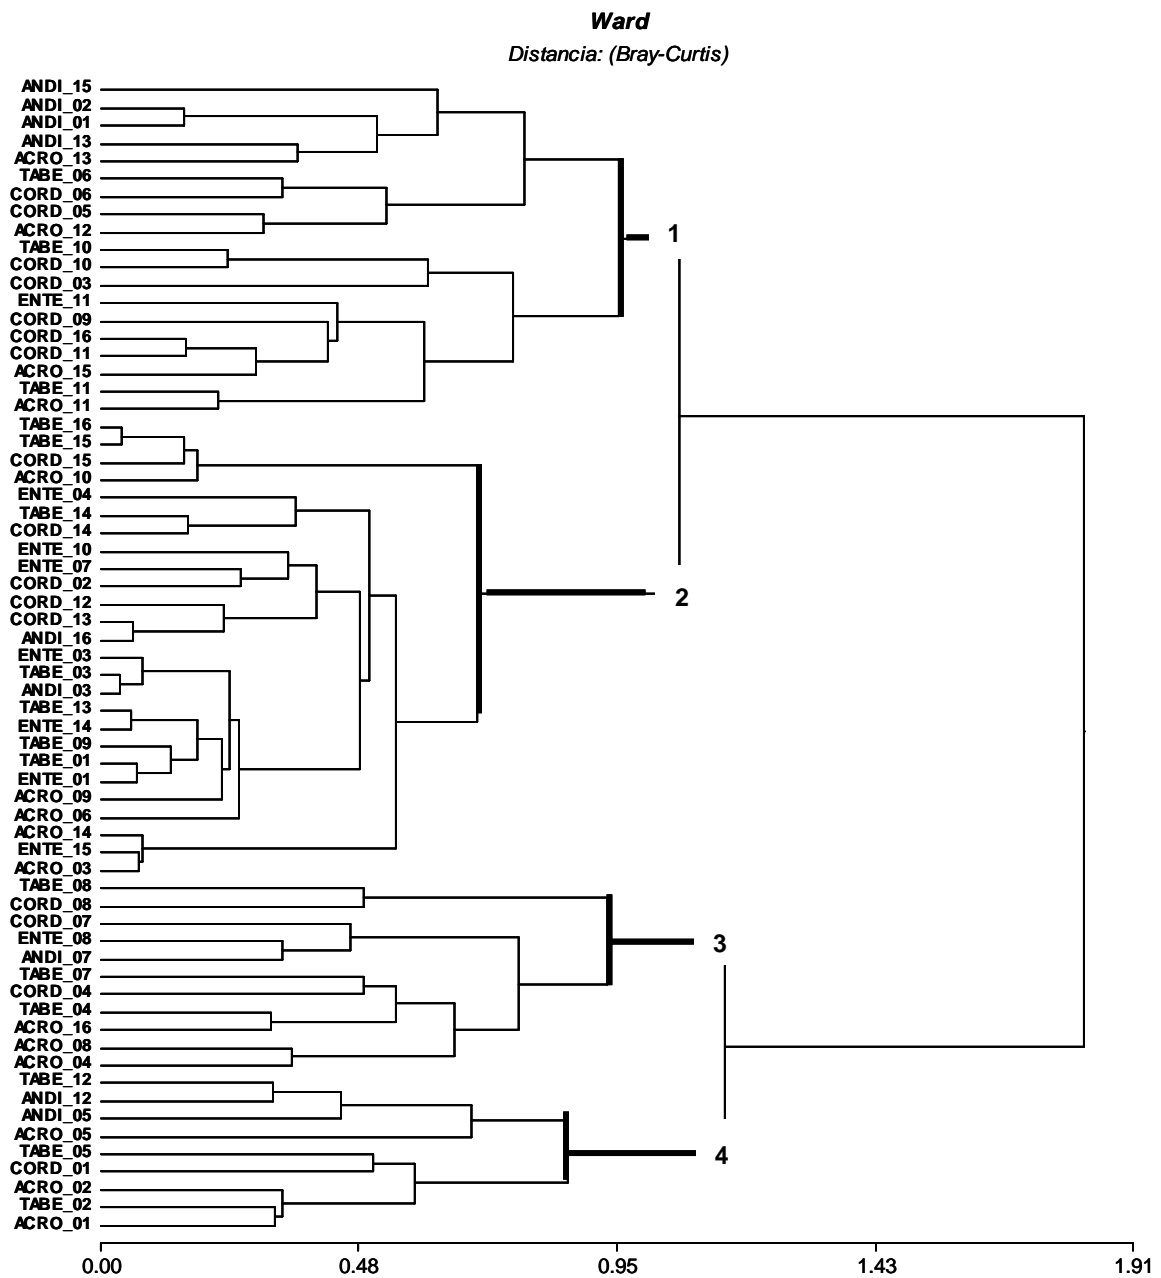 Ward
Distancia: (Bray-Curtis)
ANDI_15
ANDI_02
ANDI_01
ANDI_13
ACRO_13
TABE_06
CORD_06
CORD_05
ACRO_12
TABE_10
CORD_10
CORD_03
ENTE_11
CORD_09
CORD_16
CORD_11
ACRO_15
TABE_11
ACRO_11
TABE_16
TABE_15
CORD_15
ACRO_10
ENTE_04
TABE_14
CORD_14
ENTE_10
ENTE_07
CORD_02
CORD_12
CORD_13
ANDI_16
ENTE_03
TABE_03
ANDI_03
TABE_13
ENTE_14
TABE_09
TABE_01
ENTE_01
ACRO_09
ACRO_06
ACRO_14
ENTE_15
ACRO_03
TABE_08
CORD_08
CORD_07
ENTE_08
ANDI_07
TABE_07
CORD_04
TABE_04
ACRO_16
ACRO_08
ACRO_04
TABE_12
ANDI_12
ANDI_05
ACRO_05
TABE_05
CORD_01
ACRO_02
TABE_02
ACRO_01
1
2
3
4
0.00 0.48 0.95 1.43 1.91